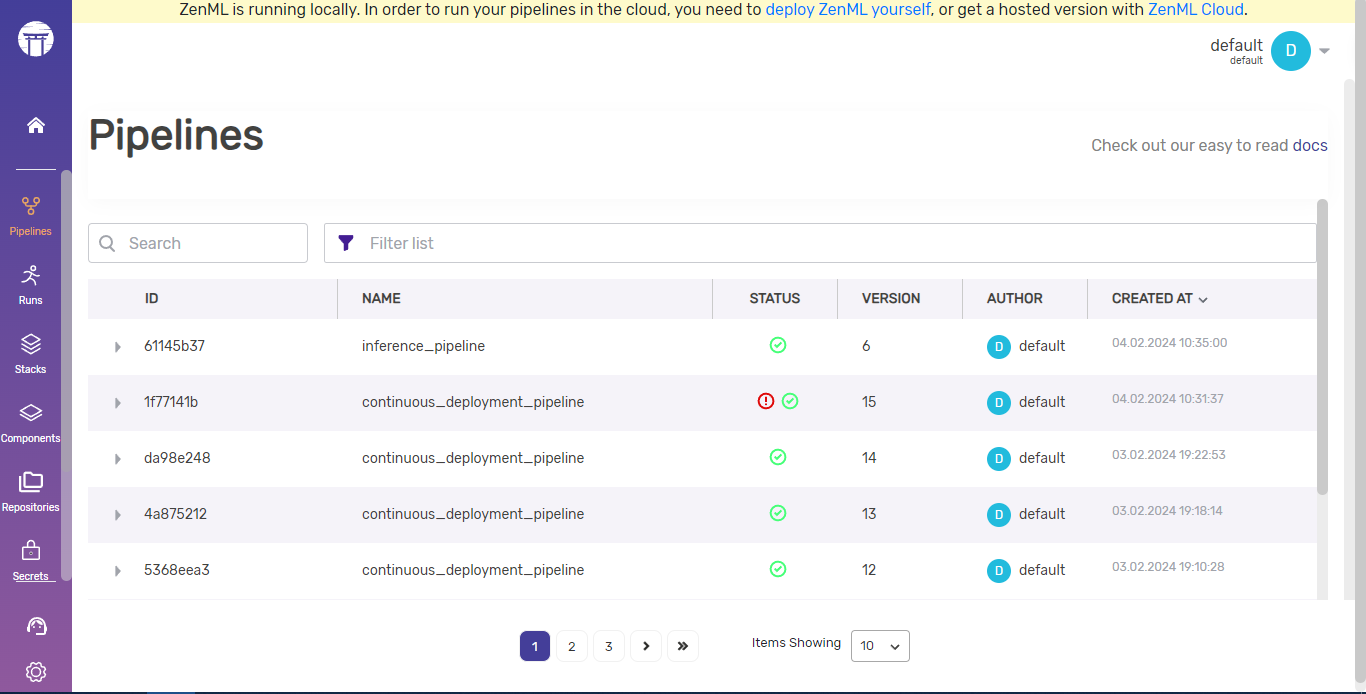 ZenML is running locally. In order to run your pipelines in the cloud, you need to deploy ZenML yourself, or get a hosted version with ZenML Cloud.
default
default
D
Pipelines
Check out our easy to read docs
Pipelines
Runs
Stacks
Components
Repositories
Secrets
Search
Filter list
ID NAME STATUS VERSION AUTHOR CREATED AT
61145b37 inference_pipeline 6 D default 04.02.2024 10:35:00
1f77141b continuous_deployment_pipeline 15 D default 04.02.2024 10:31:37
da98e248 continuous_deployment_pipeline 14 D default 03.02.2024 19:22:53
4a875212 continuous_deployment_pipeline 13 D default 03.02.2024 19:18:14
5368eea3 continuous_deployment_pipeline 12 D default 03.02.2024 19:10:28
1 2 3 Items Showing 10